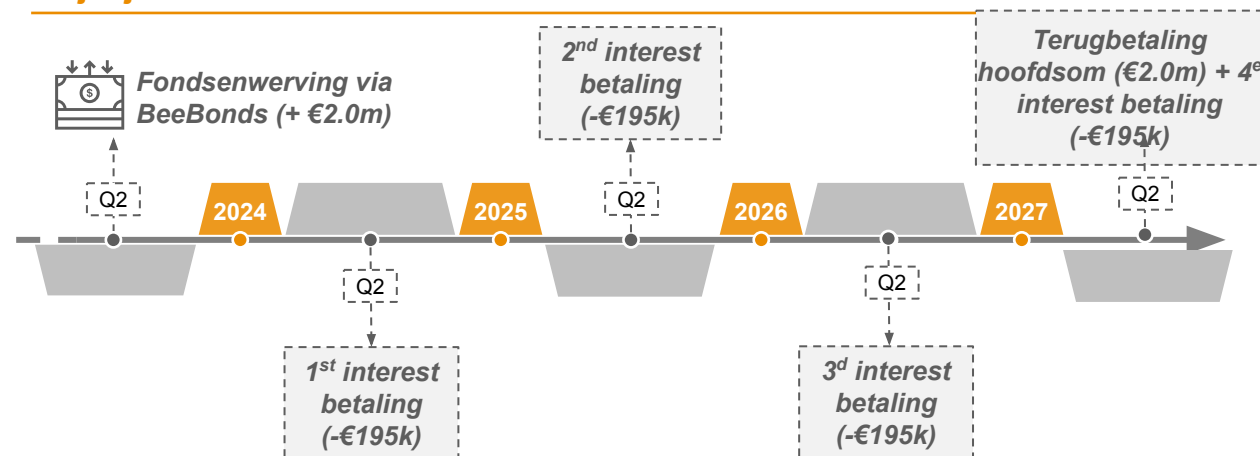 Fondsenwerving via
BeeBonds (+ €2.0m)
2nd interest
betaling
(-€195k)
Terugbetaling
hoofdsom (€2.0m) + 4e
interest betaling
(-€195k)
Q2
2024
2025
Q2
2026
2027
Q2
Q2
Q2
1st interest
betaling
(-€195k)
3d interest
betaling
(-€195k)